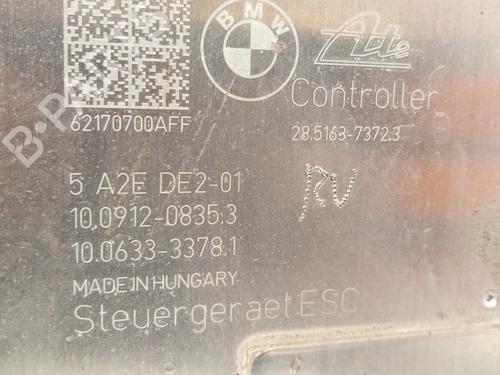 BMW
Ate
Controller
62170700AFF
28.5163-7372.3
5 A2E DE2-01
RV
10.0912-0835.3
10.0633-3378.1
MADE IN HUNGARY
Steuergeraet ESC